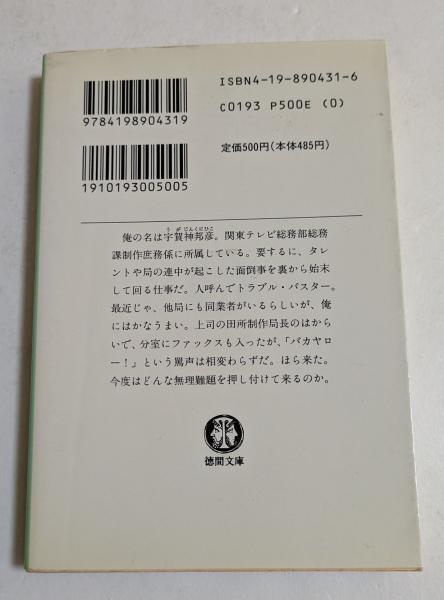 ISBN4-19-890431-6
C0193 P500E (0)
9784198904319
定価500円(本体485円)
1910193005005
う が じんくにひこ
俺の名は宇賀神邦彦。関東テレビ総務部総務
課制作庶務係に所属している。要するに、タレ
ントや局の連中が起こした面倒事を裏から始末
して回る仕事だ。人呼んでトラブル・バスター。
最近じゃ、他局にも同業者がいるらしいが、俺
にはかなうまい。上司の田所制作局長のはから
いで、分室にファックスも入ったが、「バカヤロ
ー！」という罵声は相変わらずだ。ほら来た。
今度はどんな無理難題を押し付けて来るのか。
徳間文庫